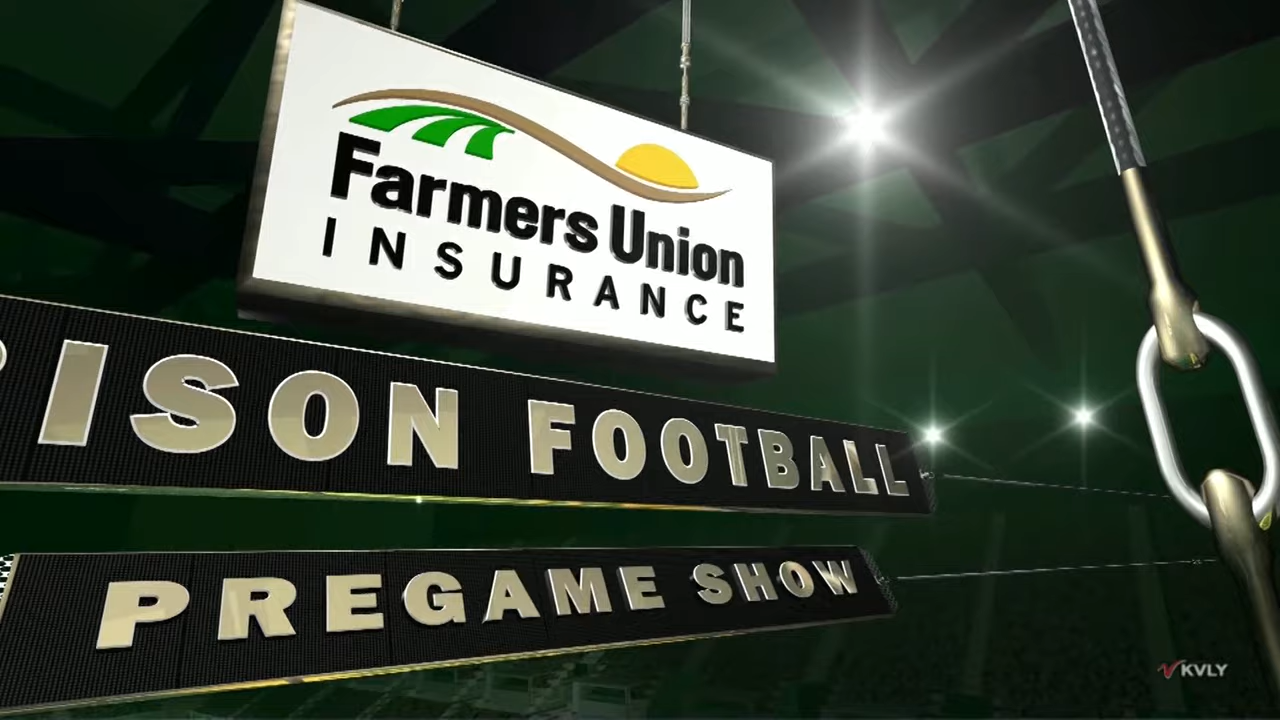 Farmers Union
INSURANCE
ISON FOOTBALL
PREGAME SHOW
KVLY